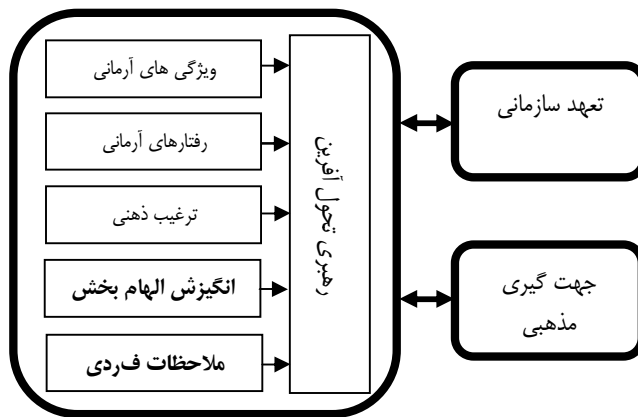 ویژگی های آرمانی
رفتارهای آرمانی
ترغیب ذهنی
انگیزش الهام بخش
ملاحظات فردی
رهبری تحول آفرین
تعهد سازمانی
جهت گیری
مذهبی